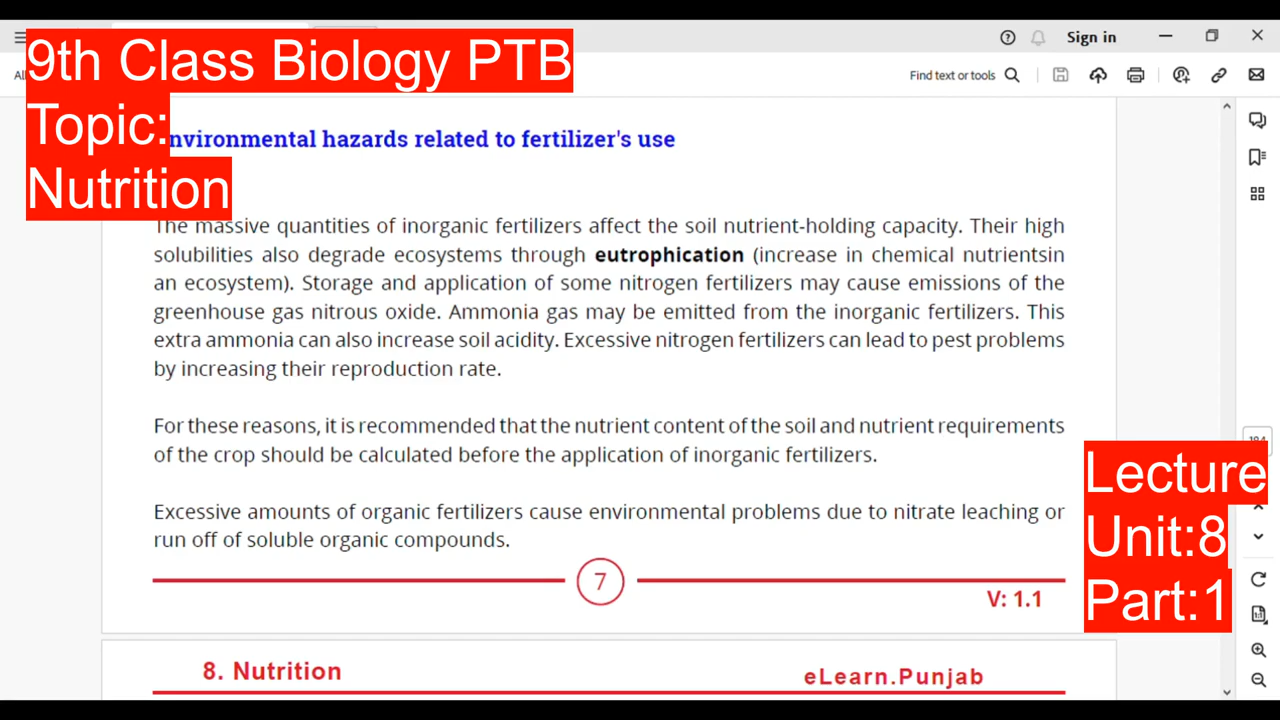 Sign in
9th Class Biology PTB
Topic:
Nutrition
Find text or tools
nvironmental hazards related to fertilizer's use
The massive quantities of inorganic fertilizers affect the soil nutrient-holding capacity. Their high
solubilities also degrade ecosystems through eutrophication (increase in chemical nutrientsin
an ecosystem). Storage and application of some nitrogen fertilizers may cause emissions of the
greenhouse gas nitrous oxide. Ammonia gas may be emitted from the inorganic fertilizers. This
extra ammonia can also increase soil acidity. Excessive nitrogen fertilizers can lead to pest problems
by increasing their reproduction rate.
For these reasons, it is recommended that the nutrient content of the soil and nutrient requirements
of the crop should be calculated before the application of inorganic fertilizers.
Excessive amounts of organic fertilizers cause environmental problems due to nitrate leaching or
run off of soluble organic compounds.
7
V: 1.1
Lecture
Unit:8
Part:1
8. Nutrition
eLearn.Punjab